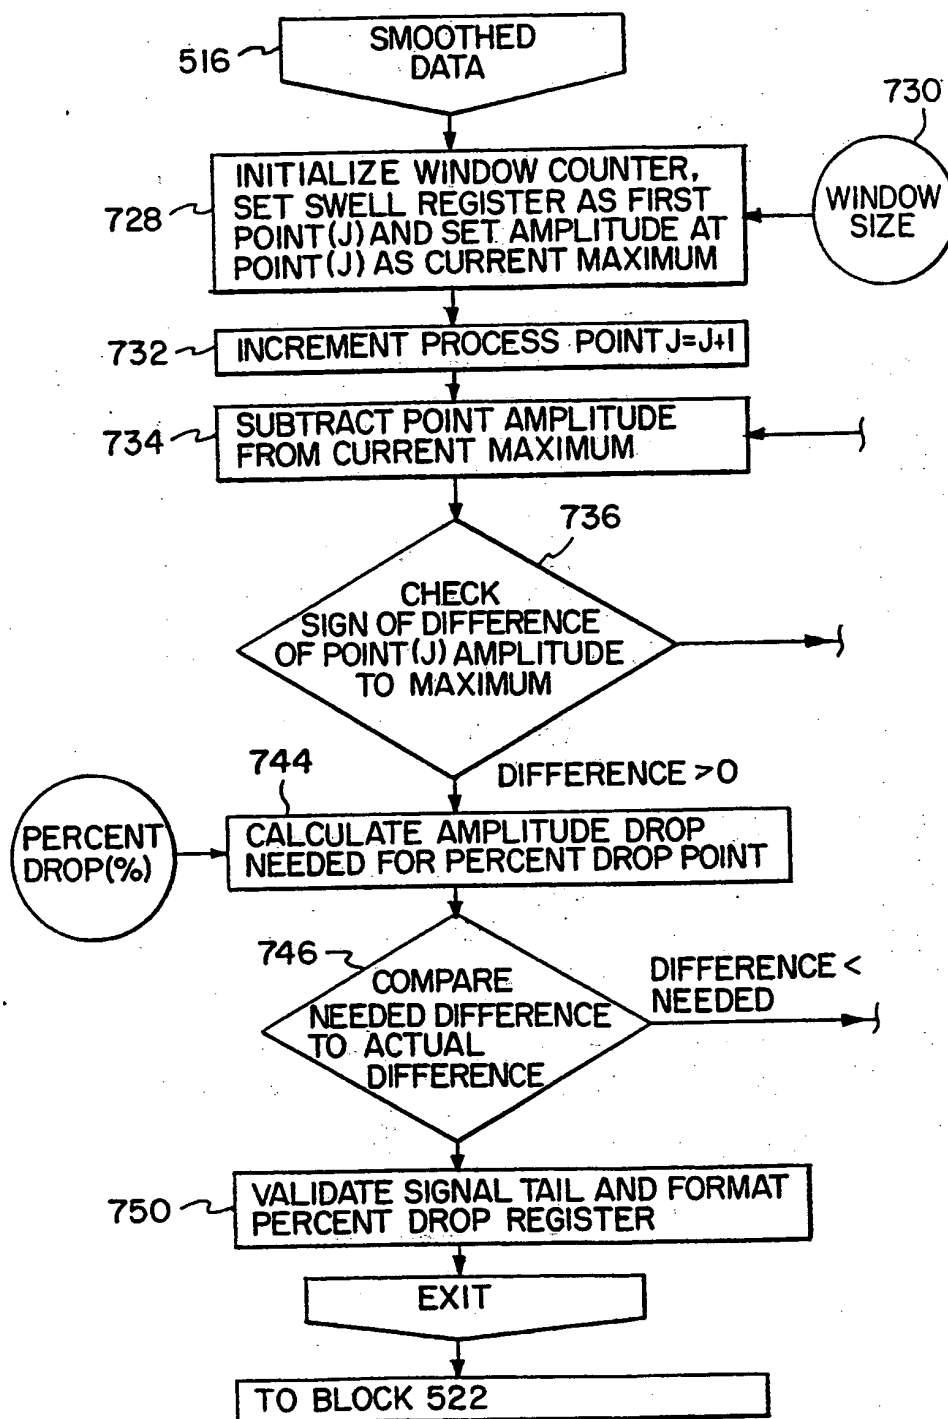 SMOOTHED
DATA
516
730
INITIALIZE WINDOW COUNTER,
SET SWELL REGISTER AS FIRST
POINT(J) AND SET AMPLITUDE AT
POINT(J) AS CURRENT MAXIMUM
728
WINDOW
SIZE
732
INCREMENT PROCESS POINT J=J+1
734
SUBTRACT POINT AMPLITUDE
FROM CURRENT MAXIMUM
736
CHECK
SIGN OF DIFFERENCE
OF POINT(J) AMPLITUDE
TO MAXIMUM
DIFFERENCE >0
744
PERCENT
DROP(%)
CALCULATE AMPLITUDE DROP
NEEDED FOR PERCENT DROP POINT
746
COMPARE
NEEDED DIFFERENCE
TO ACTUAL
DIFFERENCE
DIFFERENCE <
NEEDED
750
VALIDATE SIGNAL TAIL AND FORMAT
PERCENT DROP REGISTER
EXIT
TO BLOCK 522